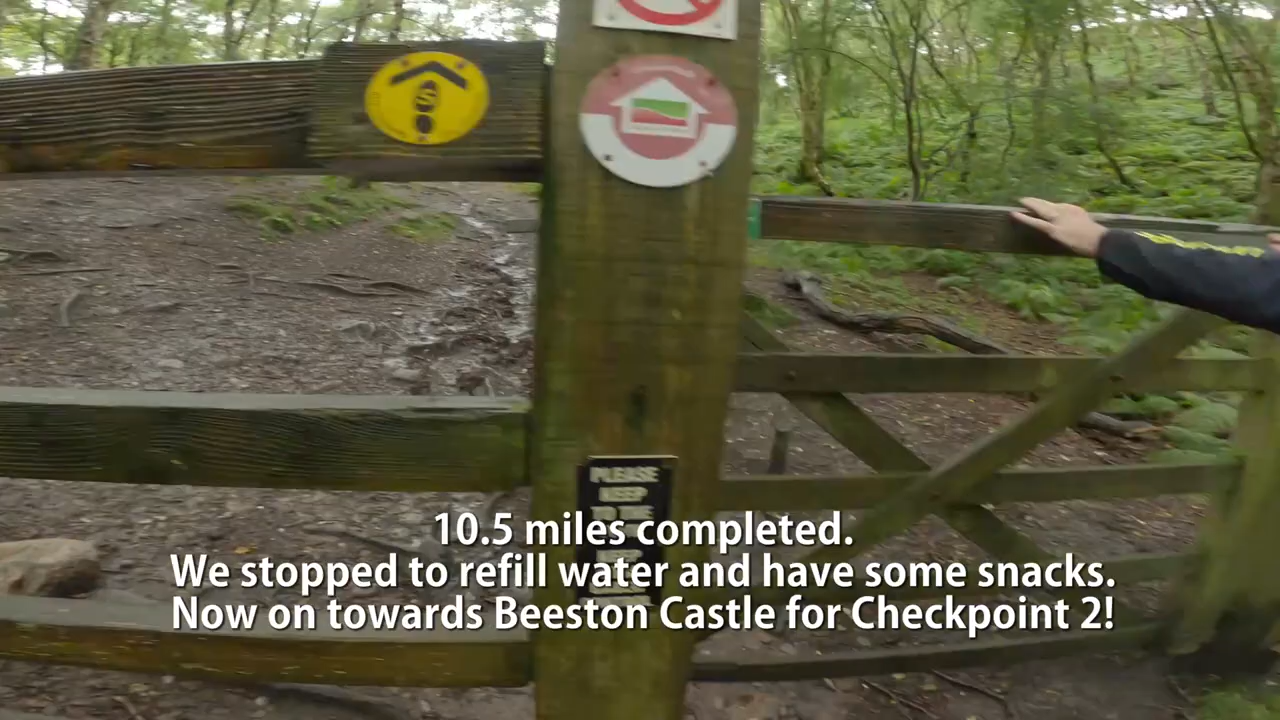 S
PLEASE
KEEP
TO THE
KEEP
10.5 miles completed.
We stopped to refill water and have some snacks.
Now on towards Beeston Castle for Checkpoint 2!